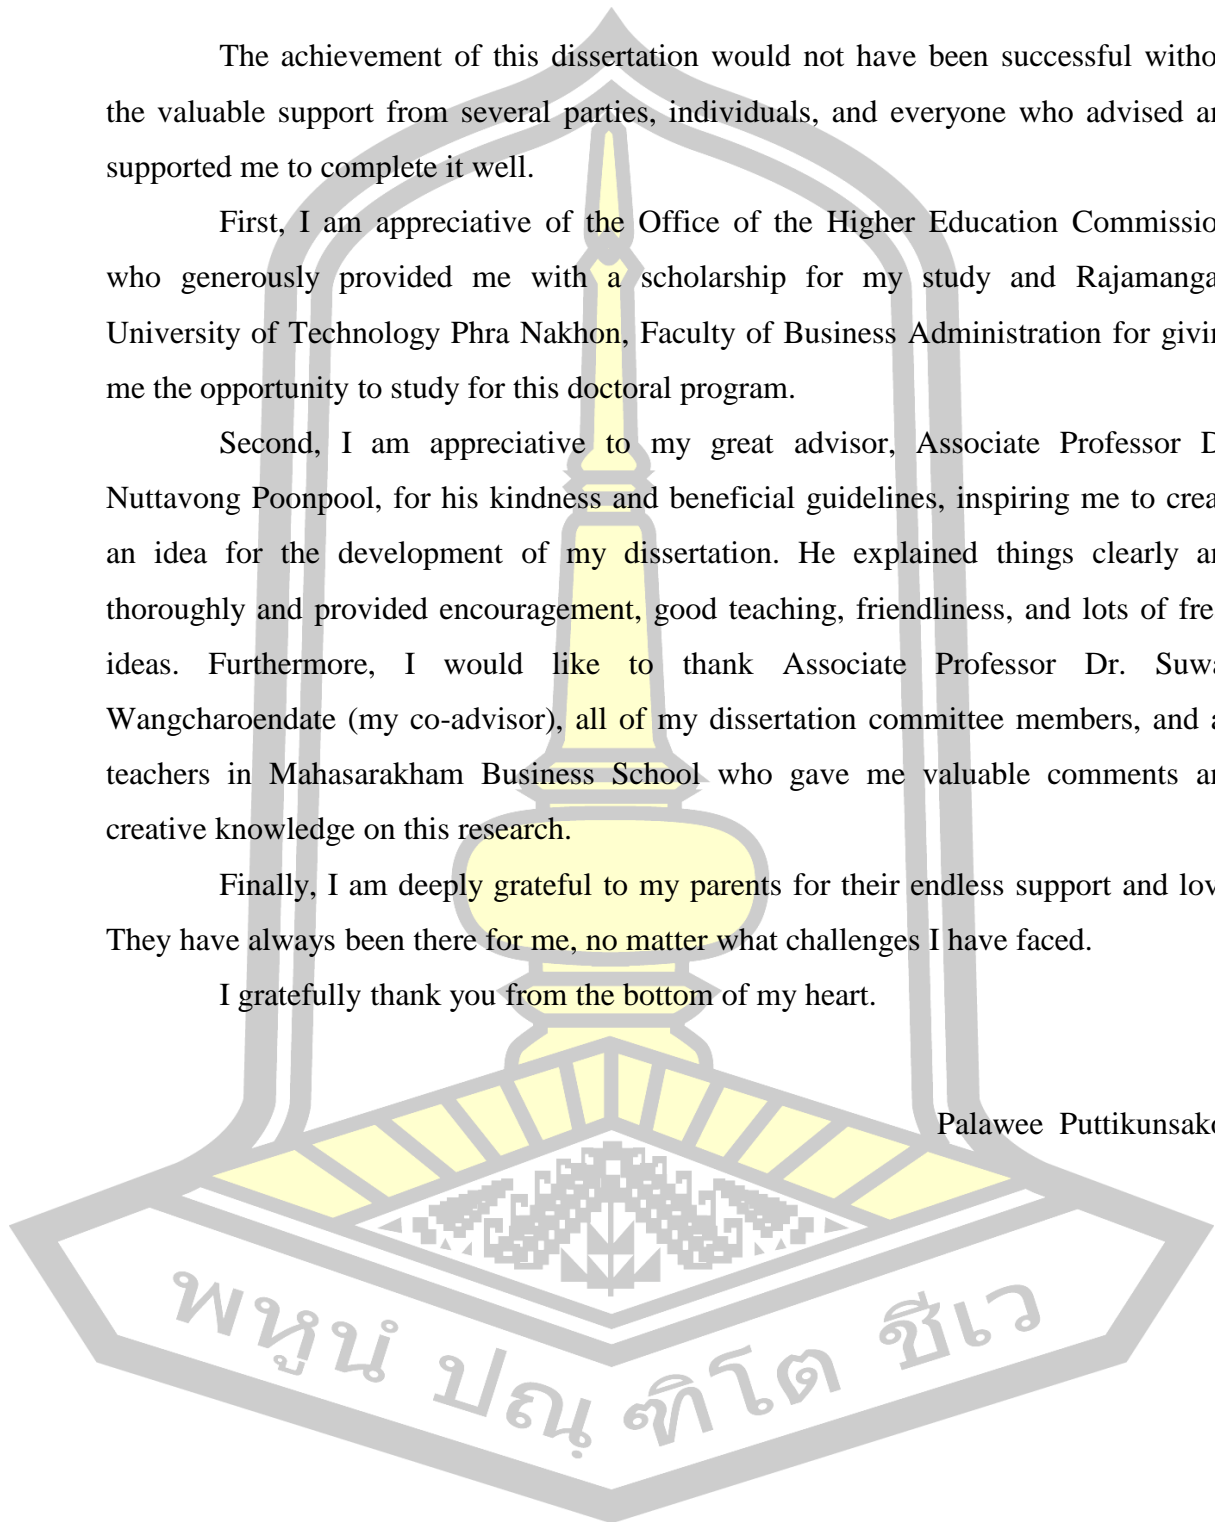 The achievement of this dissertation would not have been successful witho
the valuable support from several parties, individuals, and everyone who advised an
supported me to complete it well.
First, I am appreciative of the Office of the Higher Education Commissio
who generously provided me with a scholarship for my study and Rajamanga
University of Technology Phra Nakhon, Faculty of Business Administration for givin
me the opportunity to study for this doctoral program.
Second, I am appreciative to my great advisor, Associate Professor D
Nuttavong Poonpool, for his kindness and beneficial guidelines, inspiring me to crea
an idea for the development of my dissertation. He explained things clearly an
thoroughly and provided encouragement, good teaching, friendliness, and lots of fre
ideas. Furthermore, I would like to thank Associate Professor Dr. Suwa
Wangcharoendate (my co-advisor), all of my dissertation committee members, and a
teachers in Mahasarakham Business School who gave me valuable comments an
creative knowledge on this research.
Finally, I am deeply grateful to my parents for their endless support and lov
They have always been there for me, no matter what challenges I have faced.
I gratefully thank you from the bottom of my heart.
Palawee Puttikunsako
พหูนํ ปณฺ ฑิโต ชีเว